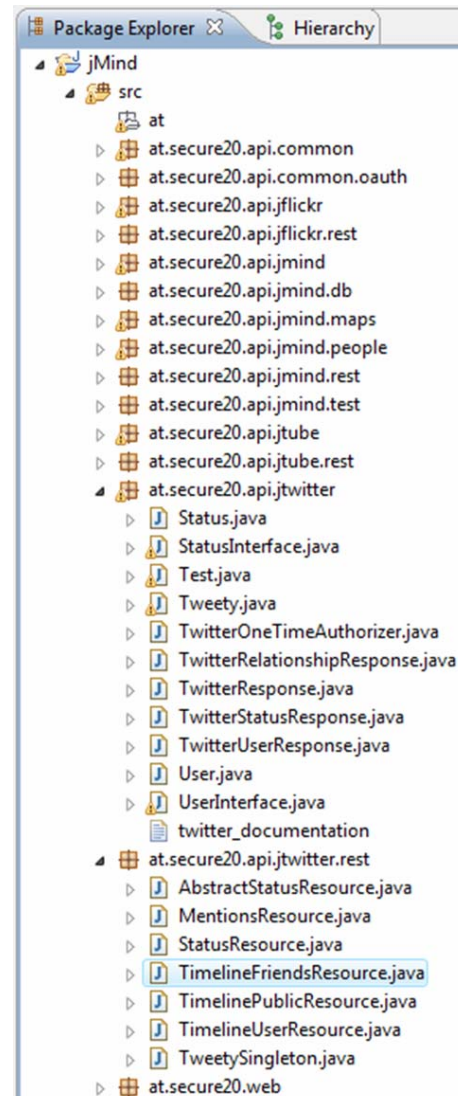 Package Explorer Hierarchy
jMind
src
at
at.secure20.api.common
at.secure20.api.common.oauth
at.secure20.api.jflickr
at.secure20.api.jflickr.rest
at.secure20.api.jmind
at.secure20.api.jmind.db
at.secure20.api.jmind.maps
at.secure20.api.jmind.people
at.secure20.api.jmind.rest
at.secure20.api.jmind.test
at.secure20.api.jtube
at.secure20.api.jtube.rest
at.secure20.api.jtwitter
Status.java
StatusInterface.java
Test.java
Tweety.java
TwitterOneTimeAuthorizer.java
TwitterRelationshipResponse.java
TwitterResponse.java
TwitterStatusResponse.java
TwitterUserResponse.java
User.java
UserInterface.java
twitter_documentation
at.secure20.api.jtwitter.rest
AbstractStatusResource.java
MentionsResource.java
StatusResource.java
TimelineFriendsResource.java
TimelinePublicResource.java
TimelineUserResource.java
TweetySingleton.java
at.secure20.web